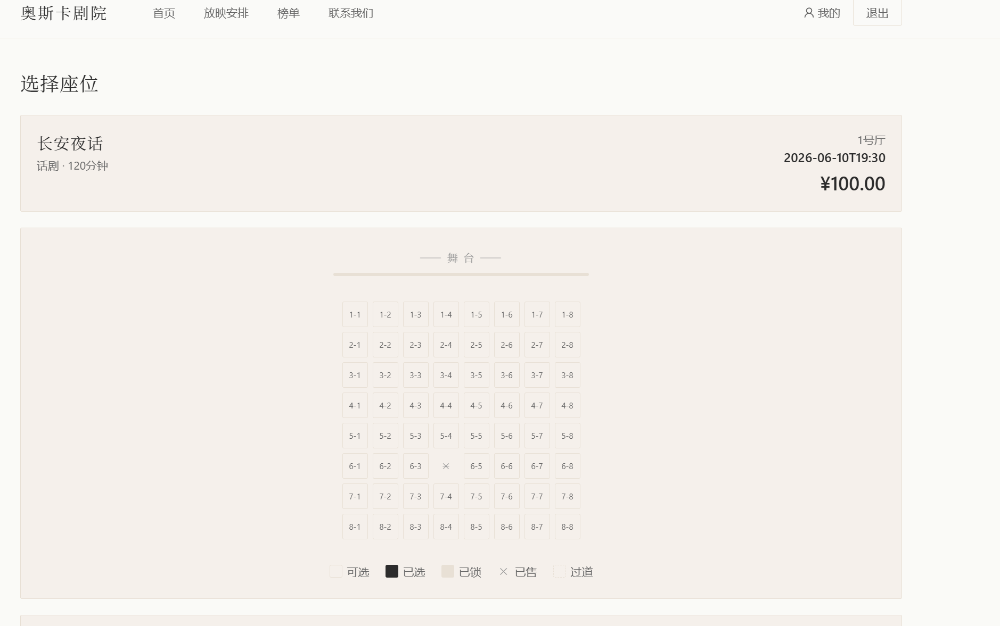 奥斯卡剧院 首页 放映安排 榜单 联系我们 我的 退出
选择座位
长安夜话
话剧 · 120分钟
1号厅
2026-06-10T19:30
¥100.00
舞台
1-1 1-2 1-3 1-4 1-5 1-6 1-7 1-8
2-1 2-2 2-3 2-4 2-5 2-6 2-7 2-8
3-1 3-2 3-3 3-4 3-5 3-6 3-7 3-8
4-1 4-2 4-3 4-4 4-5 4-6 4-7 4-8
5-1 5-2 5-3 5-4 5-5 5-6 5-7 5-8
6-1 6-2 6-3 6-5 6-6 6-7 6-8
7-1 7-2 7-3 7-4 7-5 7-6 7-7 7-8
8-1 8-2 8-3 8-4 8-5 8-6 8-7 8-8
可选 已选 已锁 已售 过道